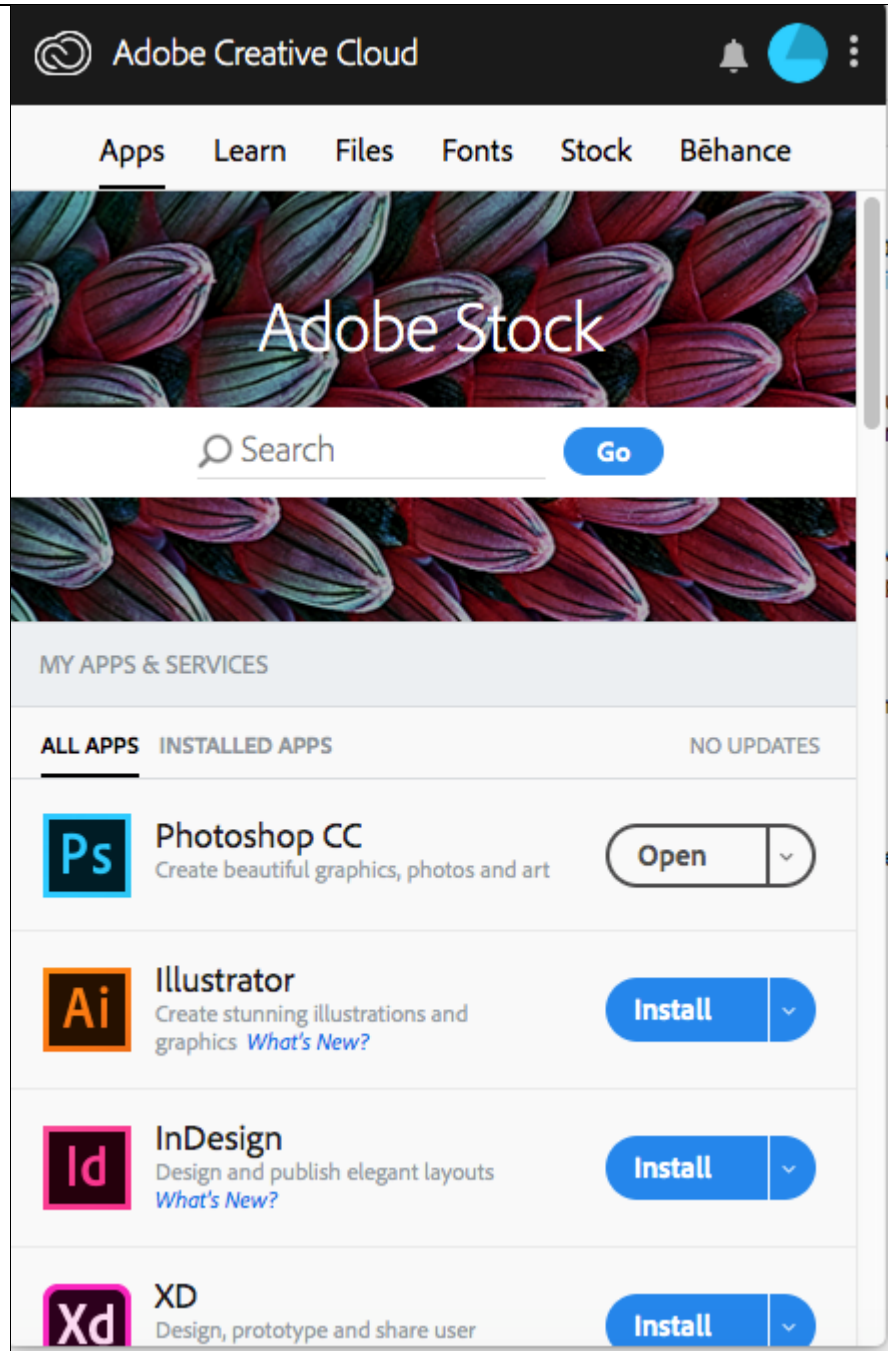 Adobe Creative Cloud
Apps Learn Files Fonts Stock Bēhance
Adobe Stock
Search Go
MY APPS & SERVICES
ALL APPS INSTALLED APPS NO UPDATES
Ps Photoshop CC
Create beautiful graphics, photos and art
Open
Ai Illustrator
Create stunning illustrations and
graphics What's New?
Install
Id InDesign
Design and publish elegant layouts
What's New?
Install
Xd XD
Design, prototype and share user
Install